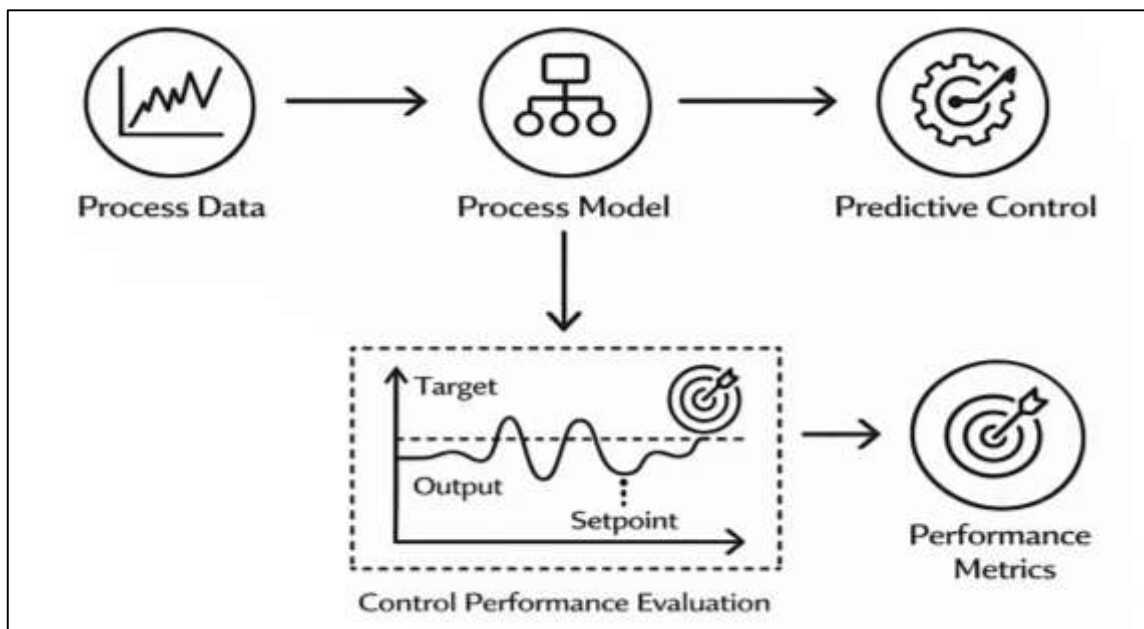 Process Data
Process Model
Predictive Control
Target
Output
Setpoint
Control Performance Evaluation
Performance
Metrics